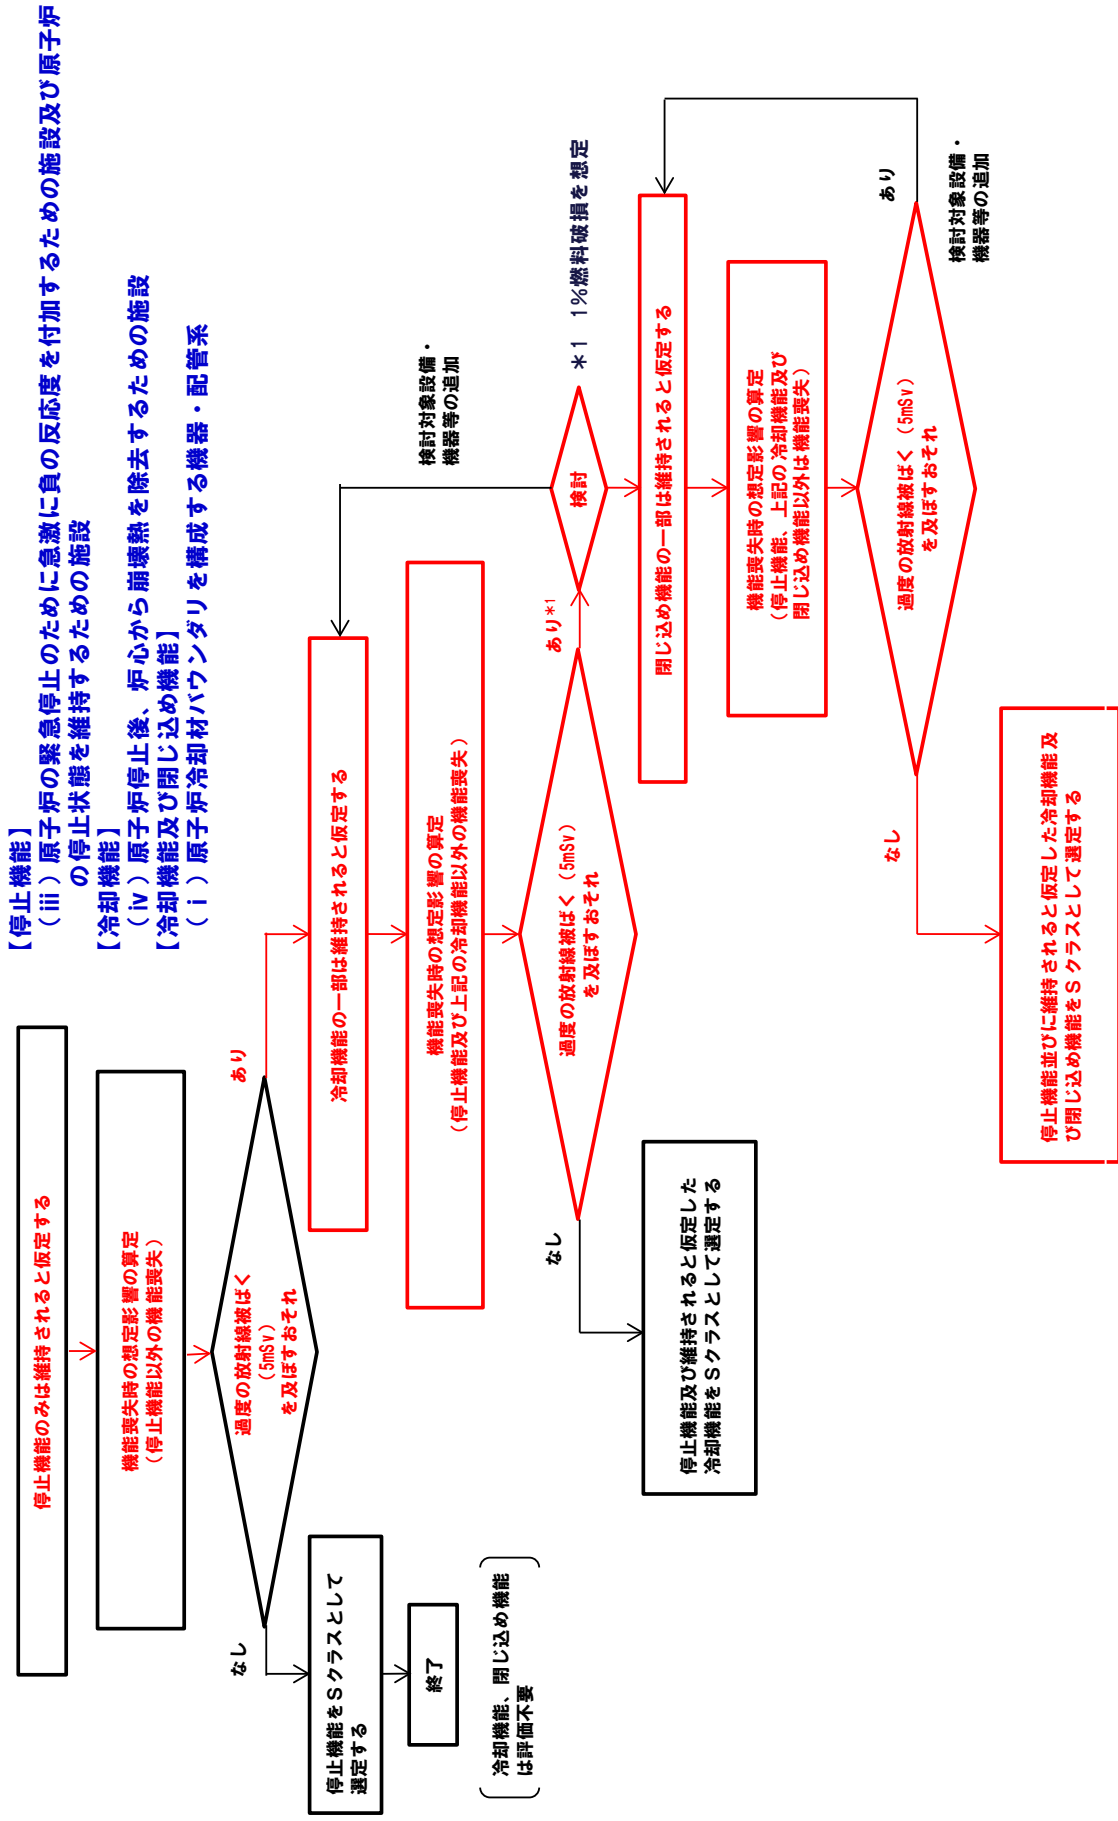 【停止機能】
（ⅲ）原子炉の緊急停止のために急激に負の反応度を付加するための施設及び原子炉
の停止状態を維持するための施設
【冷却機能】
（ⅳ）原子炉停止後、炉心から崩壊熱を除去するための施設
【冷却機能及び閉じ込め機能】
（ⅰ）原子炉冷却材バウンダリを構成する機器・配管系
停止機能のみは維持されると仮定する
機能喪失時の想定影響の算定
（停止機能以外の機能喪失）
過度の放射線被ばく
（5mSv）
を及ぼすおそれ
なし
あり
停止機能をＳクラスとして
選定する
終了
冷却機能、閉じ込め機能
は評価不要
冷却機能の一部は維持されると仮定する
機能喪失時の想定影響の算定
（停止機能及び上記の冷却機能以外の機能喪失）
過度の放射線被ばく（5mSv）
を及ぼすおそれ
なし
あり*1
停止機能及び維持されると仮定した
冷却機能をＳクラスとして選定する
検討
検討対象設備・
機器等の追加
＊１　１％燃料破損を想定
閉じ込め機能の一部は維持されると仮定する
機能喪失時の想定影響の算定
（停止機能、上記の冷却機能及び
閉じ込め機能以外は機能喪失）
過度の放射線被ばく（5mSv）
を及ぼすおそれ
なし
あり
検討対象設備・
機器等の追加
停止機能並びに維持されると仮定した冷却機能及
び閉じ込め機能をＳクラスとして選定する